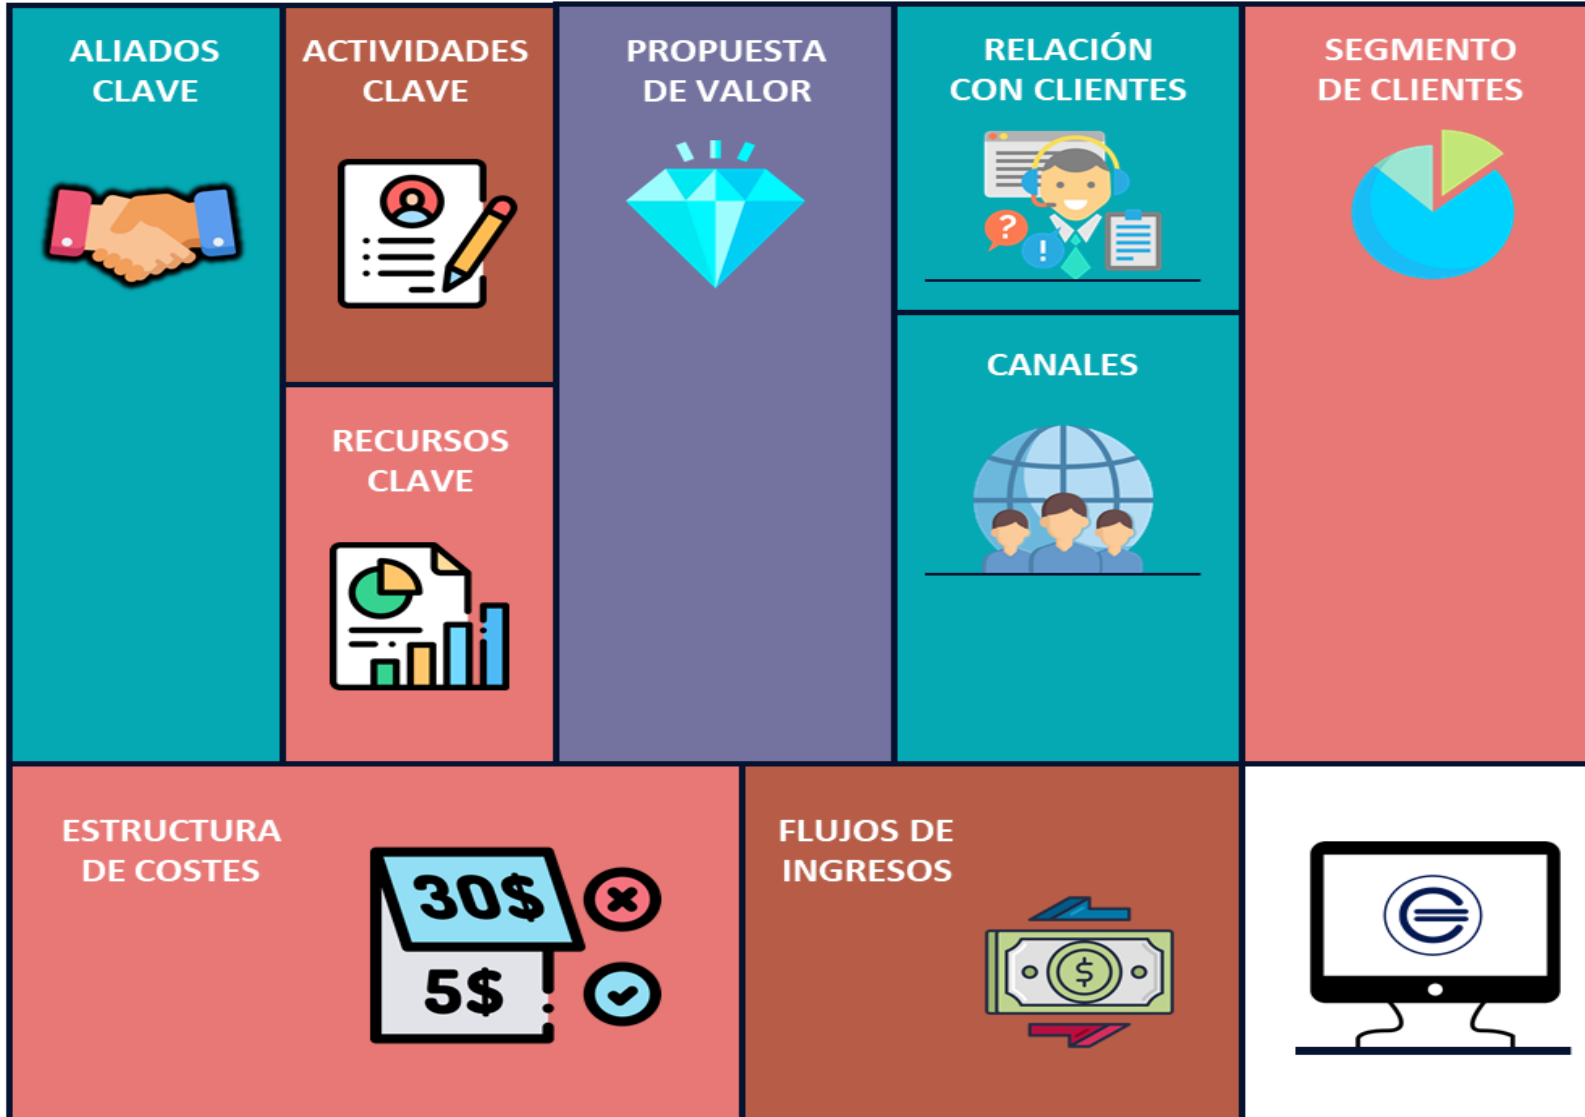 ALIADOS
CLAVE
ACTIVIDADES
CLAVE
PROPUESTA
DE VALOR
RELACIÓN
CON CLIENTES
SEGMENTO
DE CLIENTES
?
!
CANALES
RECURSOS
CLAVE
ESTRUCTURA
DE COSTES
30$
5$
FLUJOS DE
INGRESOS
$